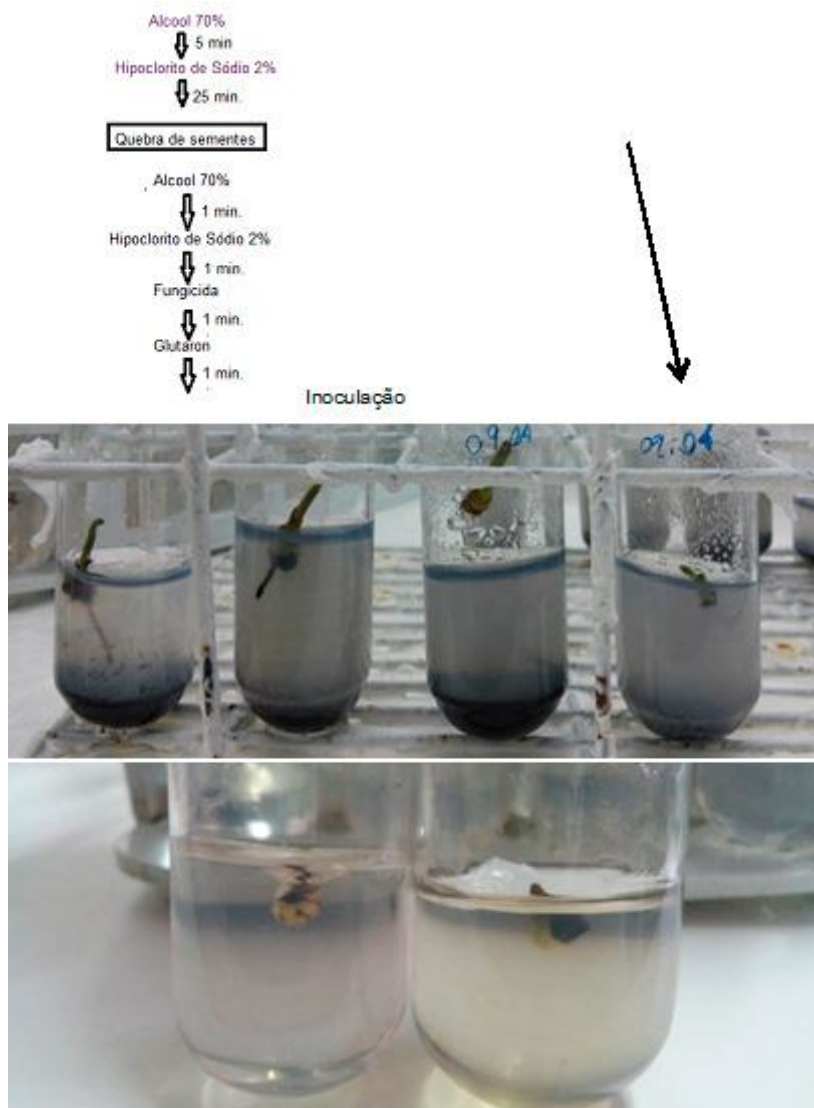 Alcool 70%
5 min
Hipoclorito de Sódio 2%
25 min.
Quebra de sementes
Alcool 70%
1 min.
Hipoclorito de Sódio 2%
1 min.
Fungicida
1 min.
Glutaron
1 min.
Inoculação
09.04
09.04